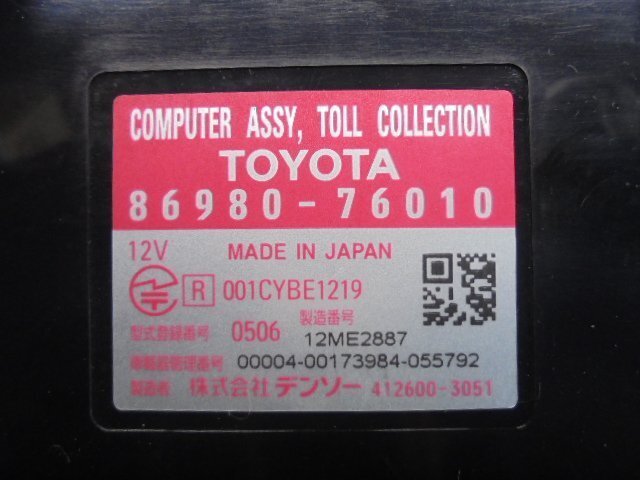 COMPUTER ASSY, TOLL COLLECTION
TOYOTA
86980-76010
12V MADE IN JAPAN
R 001CYBE1219
型式登録番号 0506 製造番号 12ME2887
車載器管理番号 00004-00173984-055792
製造者 株式会社 デンソー 412600-3051